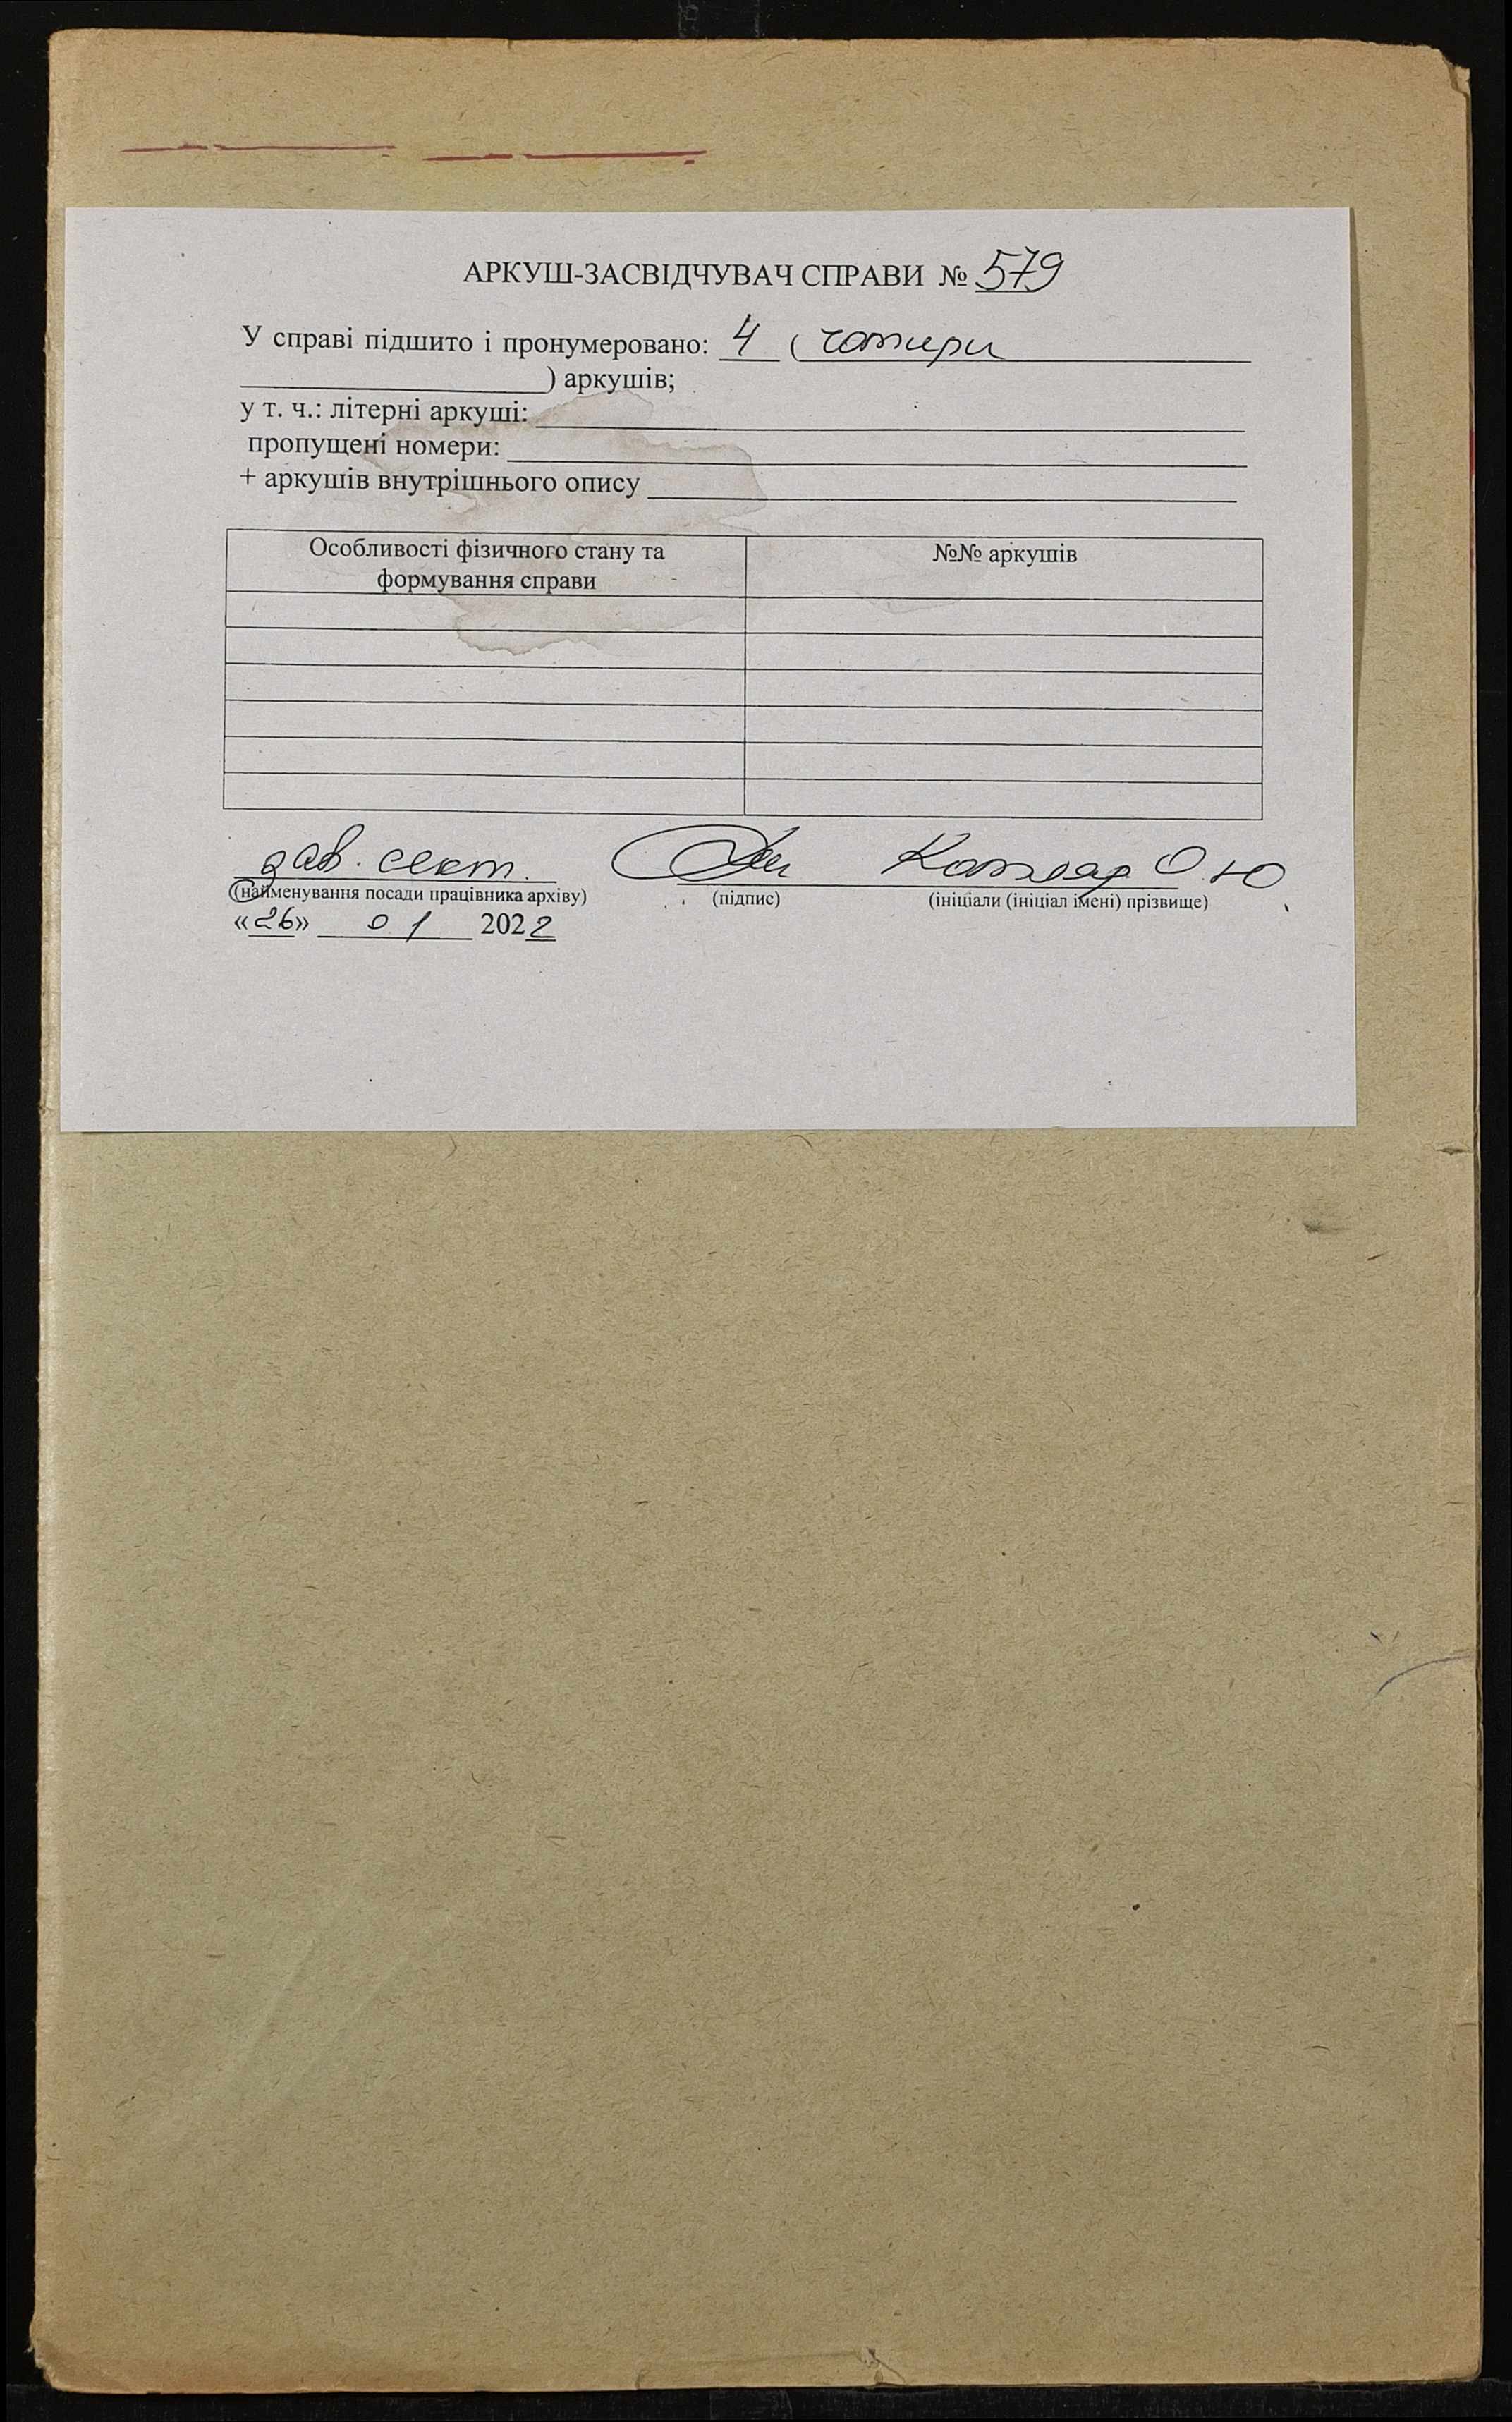 АРКУШ-ЗАСВІДЧУВАЧ СПРАВИ № 579
У справі підшито і пронумеровано: 4 ( чотири
) аркушів;
у т. ч.: літерні аркуші:
пропущені номери:
+ аркушів внутрішнього опису
Особливості фізичного стану та
формування справи
№№ аркушів
зав. сект. О.Ю
(найменування посади працівника архіву) (підпис) (ініціали (ініціал імені) прізвище)
«26» 01 2022